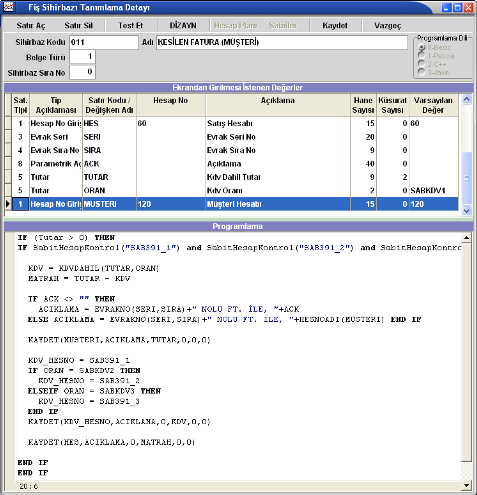 Fiş Sihirbazı Tanımlama Detayı
Satır Aç Satır Sil Test Et DİZAYN Hesap Planı Sabitler Kaydet Vazgeç
Sihirbaz Kodu 011 Adı KESİLEN FATURA (MÜŞTERİ)
Belge Türü 1
Sihirbaz Sıra No 0
Programlama Dili
0-Basic
1-Pascal
2-C++
3-Java
Ekrandan Girilmesi İstenen Değerler
Sat. Tipi Tip Açıklaması Satır Kodu / Değişken Adı Hesap No Açıklama Hane Sayısı Küsurat Sayısı Varsayılan Değer
1 Hesap No Giriş HES 60 Satış Hesabı 15 0 60
3 Evrak Seri SERI Evrak Seri No 20 0
4 Evrak Sıra No SIRA Evrak Sıra No 9 0
8 Parametrik Aç ACK Açıklama 40 0
5 Tutar TUTAR Kdv Dahil Tutar 9 2
5 Tutar ORAN Kdv Oranı 2 0 SABKDV1
1 Hesap No Giriş MUSTERI 120 Müşteri Hesabı 15 0 120
Programlama
IF (Tutar > 0) THEN
IF SabitHesapKontrol("SAB391_1") and SabitHesapKontrol("SAB391_2") and SabitHesapKontro
KDV = KDVDAHIL(TUTAR,ORAN)
MATRAH = TUTAR - KDV
IF ACK <> "" THEN
ACIKLAMA = EVRAKNO(SERI,SIRA)+" NOLU FT. İLE, "+ACK
ELSE ACIKLAMA = EVRAKNO(SERI,SIRA)+" NOLU FT. İLE, "+HESNOADI(MUSTERI) END IF
KAYDET(MUSTERI,ACIKLAMA,TUTAR,0,0,0)
KDV_HESNO = SAB391_1
IF ORAN = SABKDV2 THEN
KDV_HESNO = SAB391_2
ELSEIF ORAN = SABKDV3 THEN
KDV_HESNO = SAB391_3
END IF
KAYDET(KDV_HESNO,ACIKLAMA,0,KDV,0,0)
KAYDET(HES,ACIKLAMA,0,MATRAH,0,0)
END IF
END IF
20: 6